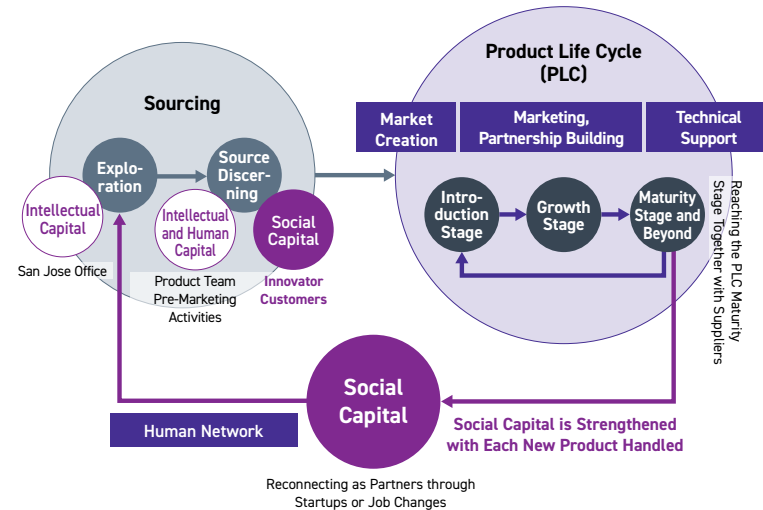 Sourcing
Explo-
ration
Source
Discer-
ning
Intellectual
Capital
San Jose Office
Intellectual
and Human
Capital
Product Team
Pre-Marketing
Activities
Social
Capital
Innovator
Customers
Product Life Cycle
(PLC)
Market
Creation
Marketing,
Partnership Building
Technical
Support
Intro-
duction
Stage
Growth
Stage
Maturity
Stage and
Beyond
Reaching the PLC Maturity
Stage Together with Suppliers
Social
Capital
Human Network
Social Capital is Strengthened
with Each New Product Handled
Reconnecting as Partners through
Startups or Job Changes